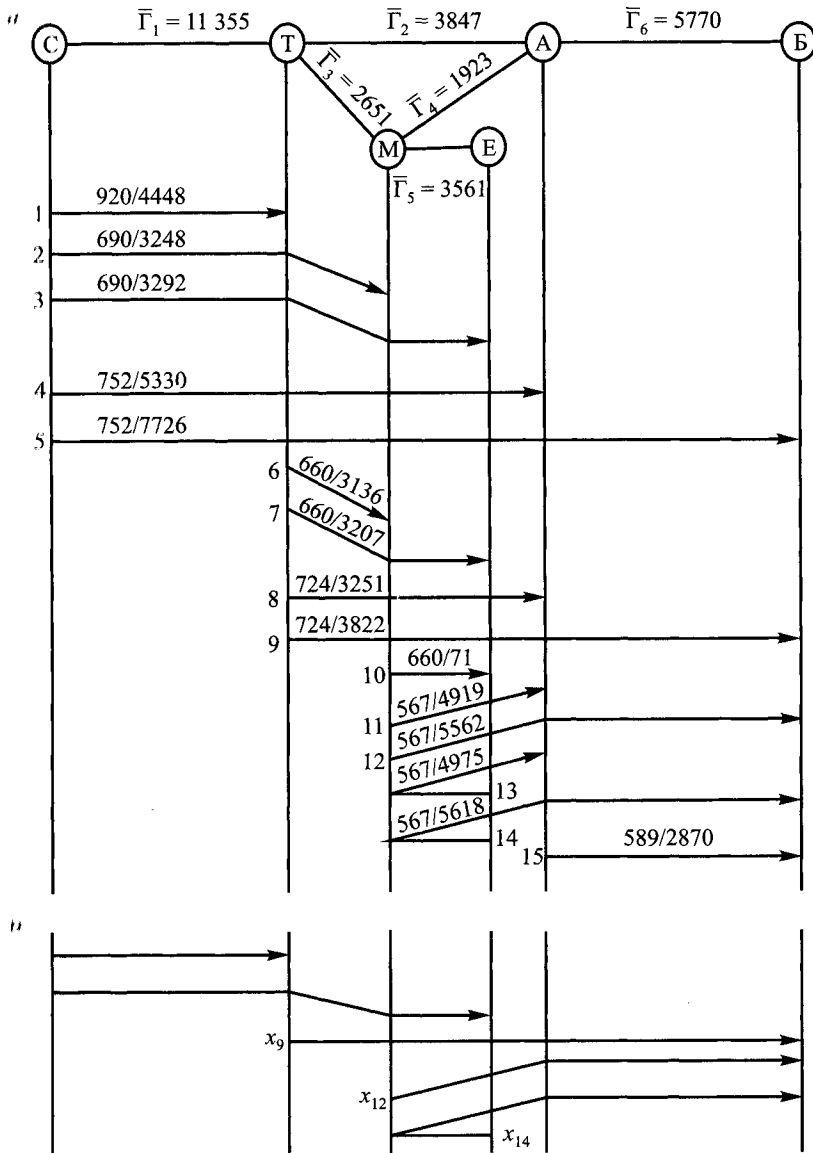 Γ̅₁ = 11 355 Γ̅₂ = 3847 Γ̅₆ = 5770
С Т А Б
Γ̅₃ = 2651
Γ̅₄ = 1923
М Е
Γ̅₅ = 3561
1 920/4448
2 690/3248
3 690/3292
4 752/5330
5 752/7726
6 660/3136
7 660/3207
8 724/3251
9 724/3822
10 660/71
11 567/4919
12 567/5562
567/4975 13
567/5618 14
15 589/2870
x₉
x₁₂
x₁₄